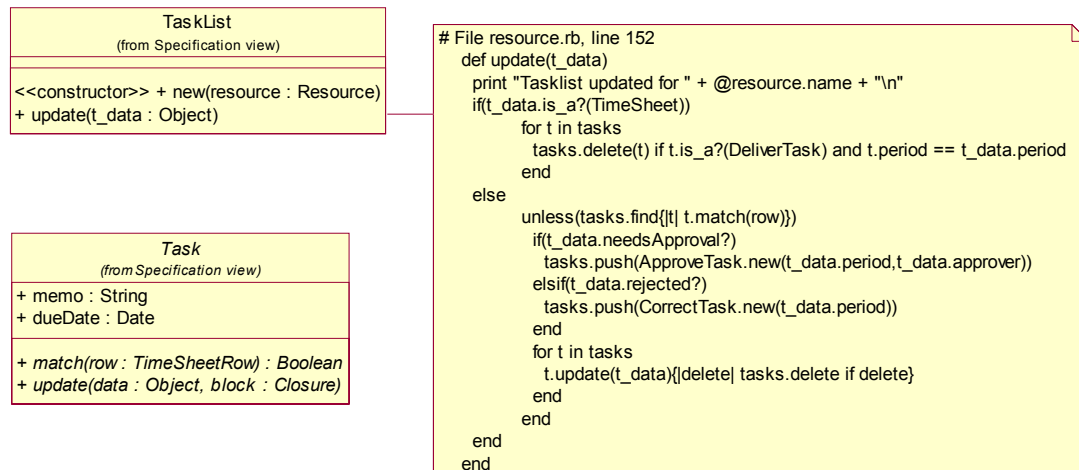 TaskList
(from Specification view)
<<constructor>> + new(resource : Resource)
+ update(t_data : Object)
# File resource.rb, line 152
def update(t_data)
print "Tasklist updated for " + @resource.name + "\n"
if(t_data.is_a?(TimeSheet))
for t in tasks
tasks.delete(t) if t.is_a?(DeliverTask) and t.period == t_data.period
end
else
unless(tasks.find{|t| t.match(row)})
if(t_data.needsApproval?)
tasks.push(ApproveTask.new(t_data.period,t_data.approver))
elsif(t_data.rejected?)
tasks.push(CorrectTask.new(t_data.period))
end
for t in tasks
t.update(t_data){|delete| tasks.delete if delete}
end
end
end
end
Task
(from Specification view)
+ memo : String
+ dueDate : Date
+ match(row : TimeSheetRow) : Boolean
+ update(data : Object, block : Closure)